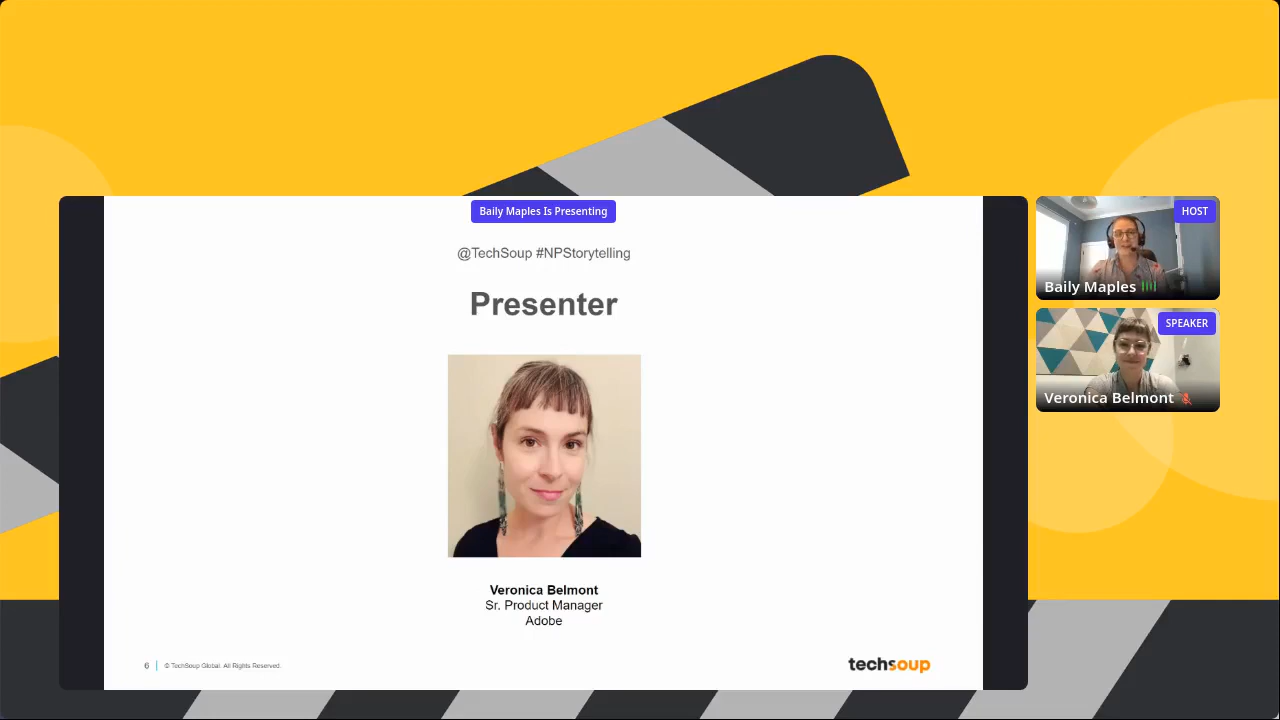 Baily Maples Is Presenting
@TechSoup #NPStorytelling
Presenter
Veronica Belmont
Sr. Product Manager
Adobe
6 | © TechSoup Global. All Rights Reserved.
techsoup
HOST
Baily Maples
SPEAKER
Veronica Belmont